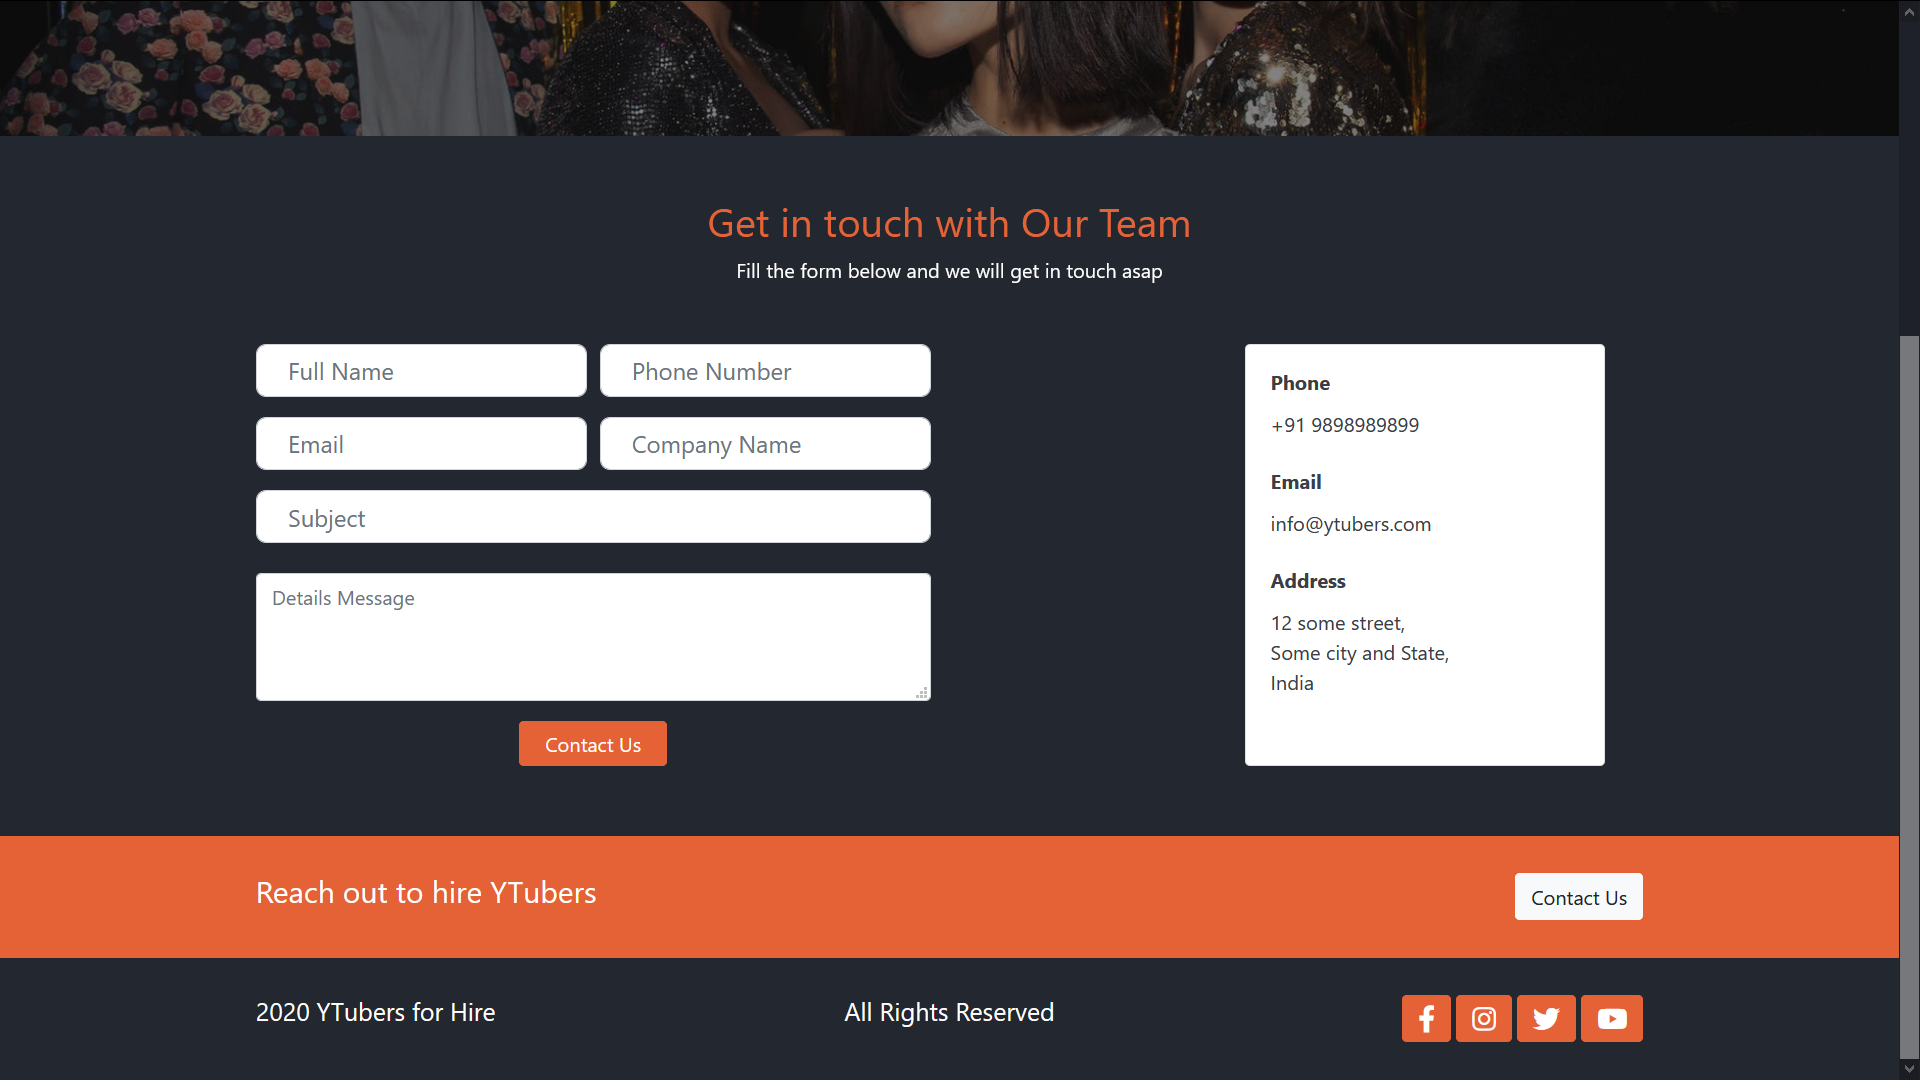 Get in touch with Our Team
Fill the form below and we will get in touch asap
Full Name
Phone Number
Email
Company Name
Subject
Details Message
Contact Us
Phone
+91 9898989899
Email
info@ytubers.com
Address
12 some street,
Some city and State,
India
Reach out to hire YTubers
Contact Us
2020 YTubers for Hire
All Rights Reserved